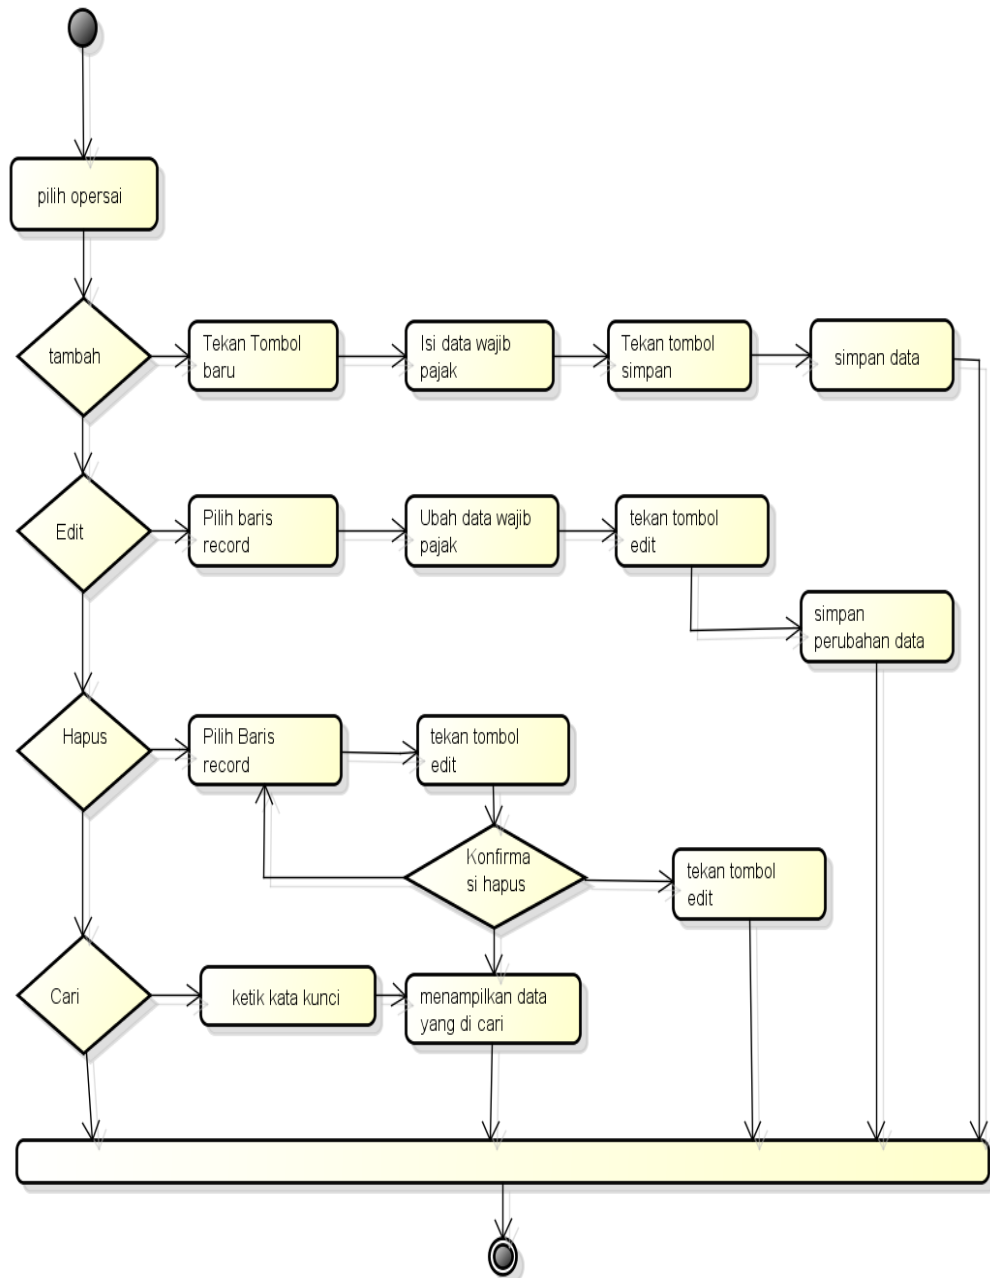 pilih opersai
tambah
Tekan Tombol
baru
Isi data wajib
pajak
Tekan tombol
simpan
simpan data
Edit
Pilih baris
record
Ubah data wajib
pajak
tekan tombol
edit
simpan
perubahan data
Hapus
Pilih Baris
record
tekan tombol
edit
Konfirma
si hapus
tekan tombol
edit
Cari
ketik kata kunci
menampilkan data
yang di cari